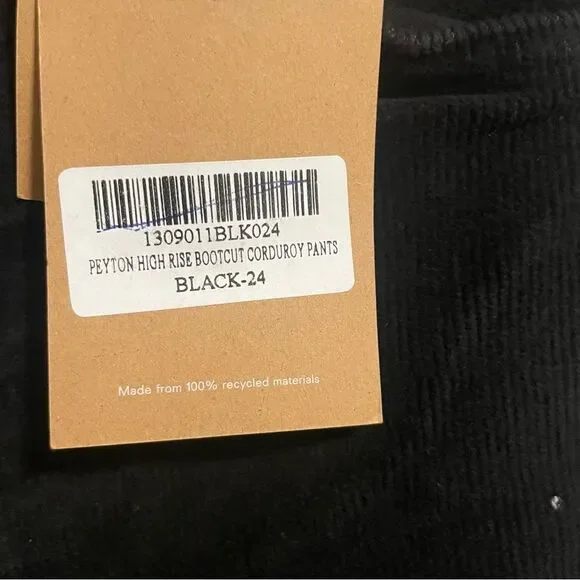 1309011BLK024
PEYTON HIGH RISE BOOTCUT CORDUROY PANTS
BLACK-24
Made from 100% recycled materials